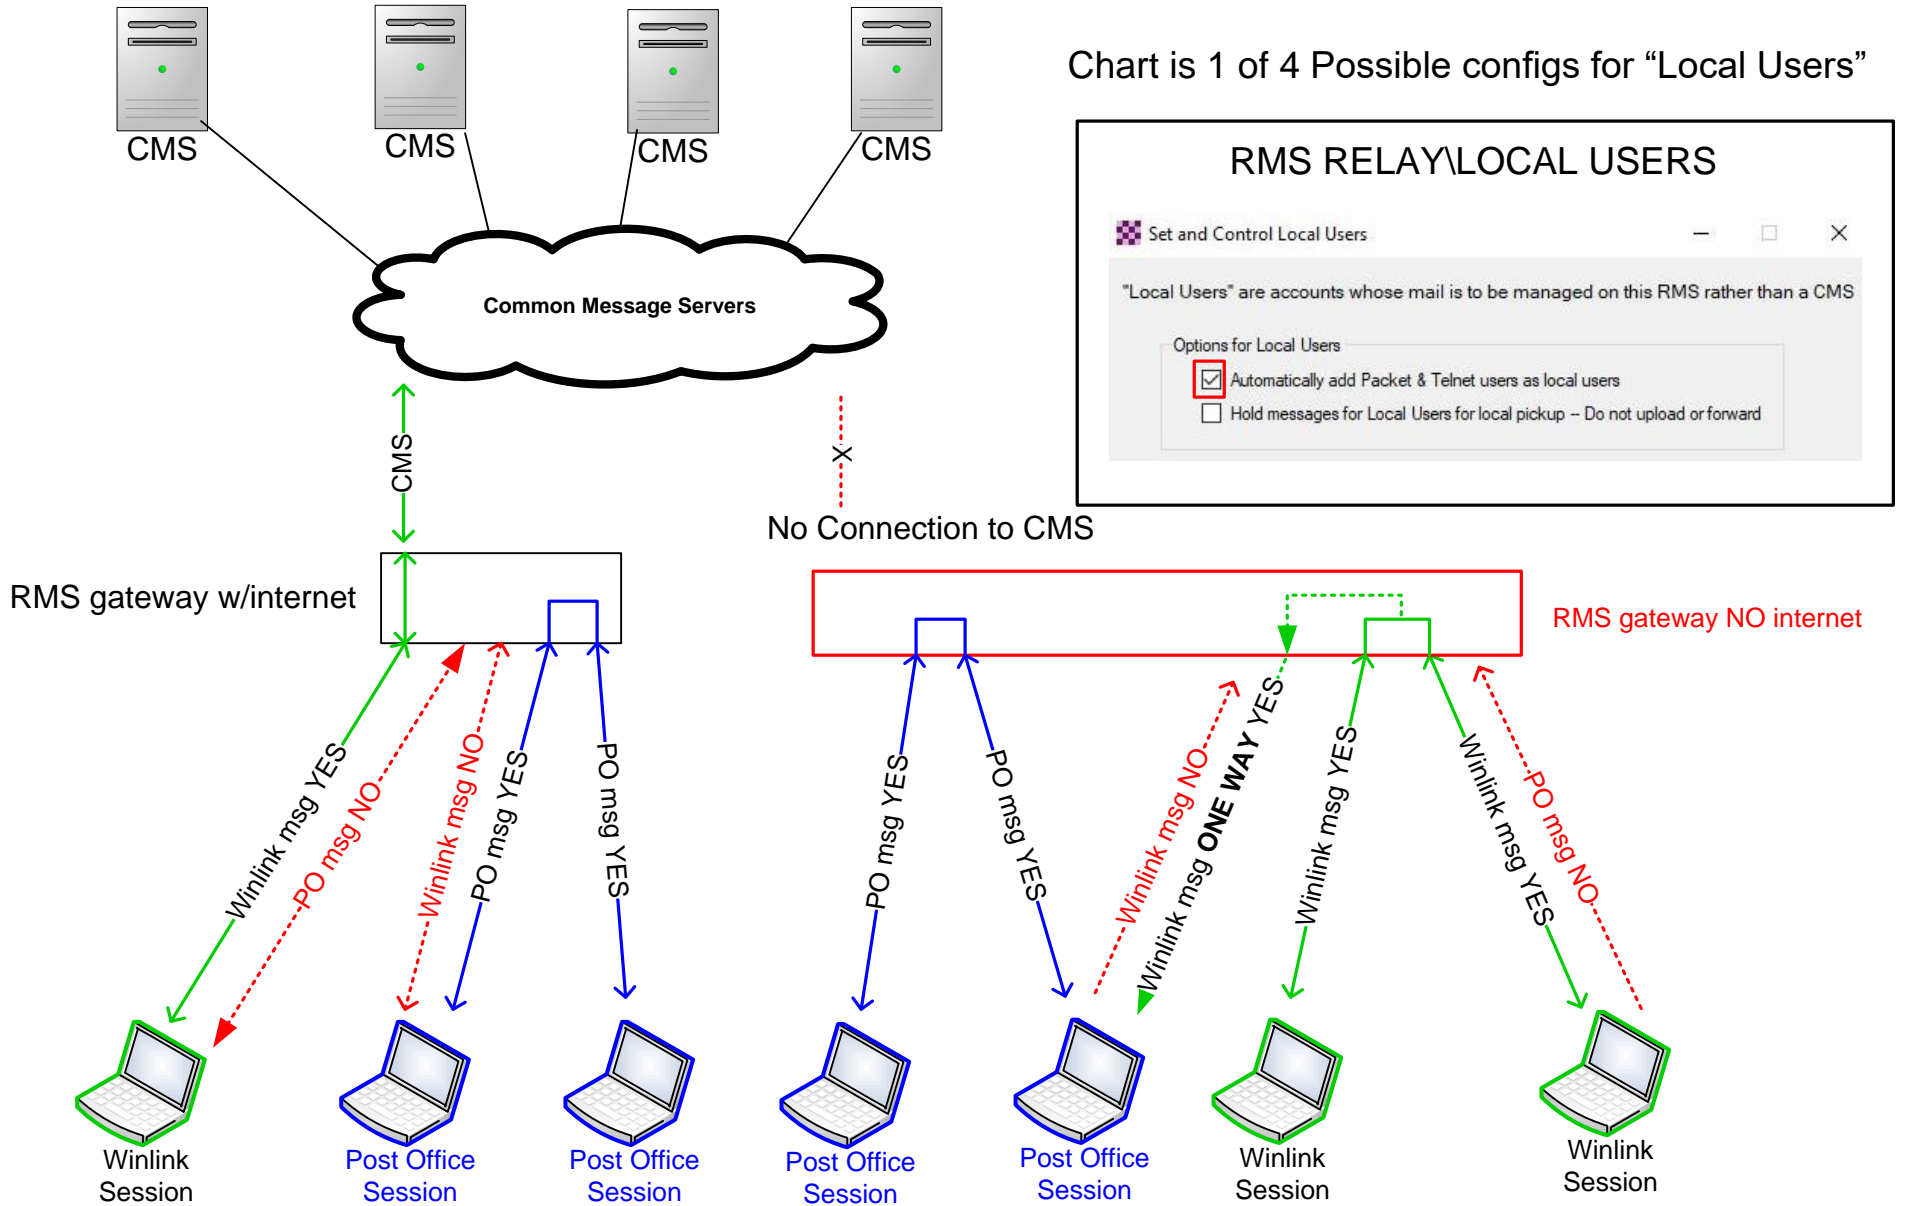 CMS
CMS
CMS
CMS
Chart is 1 of 4 Possible configs for “Local Users”
RMS RELAY\LOCAL USERS
Set and Control Local Users
"Local Users" are accounts whose mail is to be managed on this RMS rather than a CMS
Options for Local Users
Automatically add Packet & Telnet users as local users
Hold messages for Local Users for local pickup -- Do not upload or forward
Common Message Servers
CMS
X
No Connection to CMS
RMS gateway w/internet
RMS gateway NO internet
Winlink msg YES
PO msg NO
Winlink msg NO
PO msg YES
PO msg YES
PO msg YES
PO msg YES
Winlink msg NO
Winlink msg ONE WAY YES
Winlink msg YES
Winlink msg YES
PO msg NO
Winlink
Session
Post Office
Session
Post Office
Session
Post Office
Session
Post Office
Session
Winlink
Session
Winlink
Session